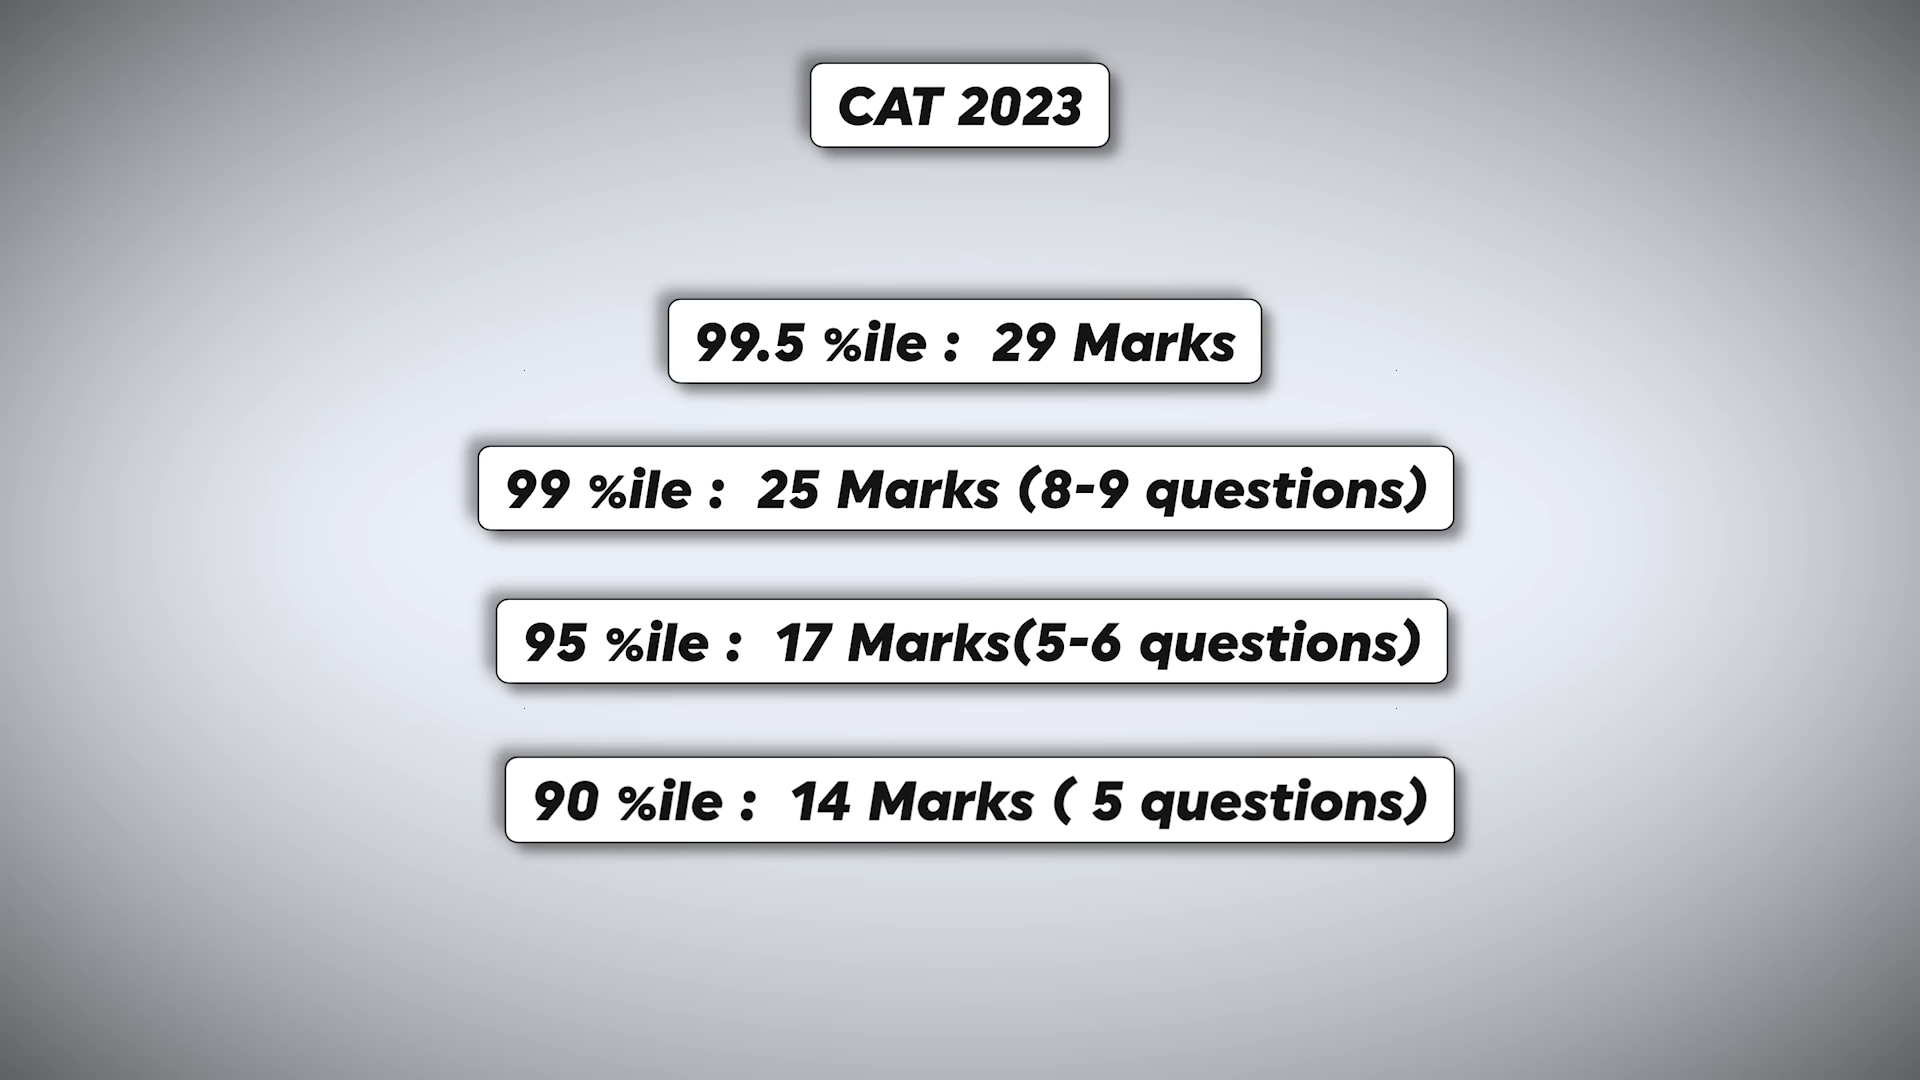 CAT 2023
99.5 %ile : 29 Marks
99 %ile : 25 Marks (8-9 questions)
95 %ile : 17 Marks(5-6 questions)
90 %ile : 14 Marks ( 5 questions)